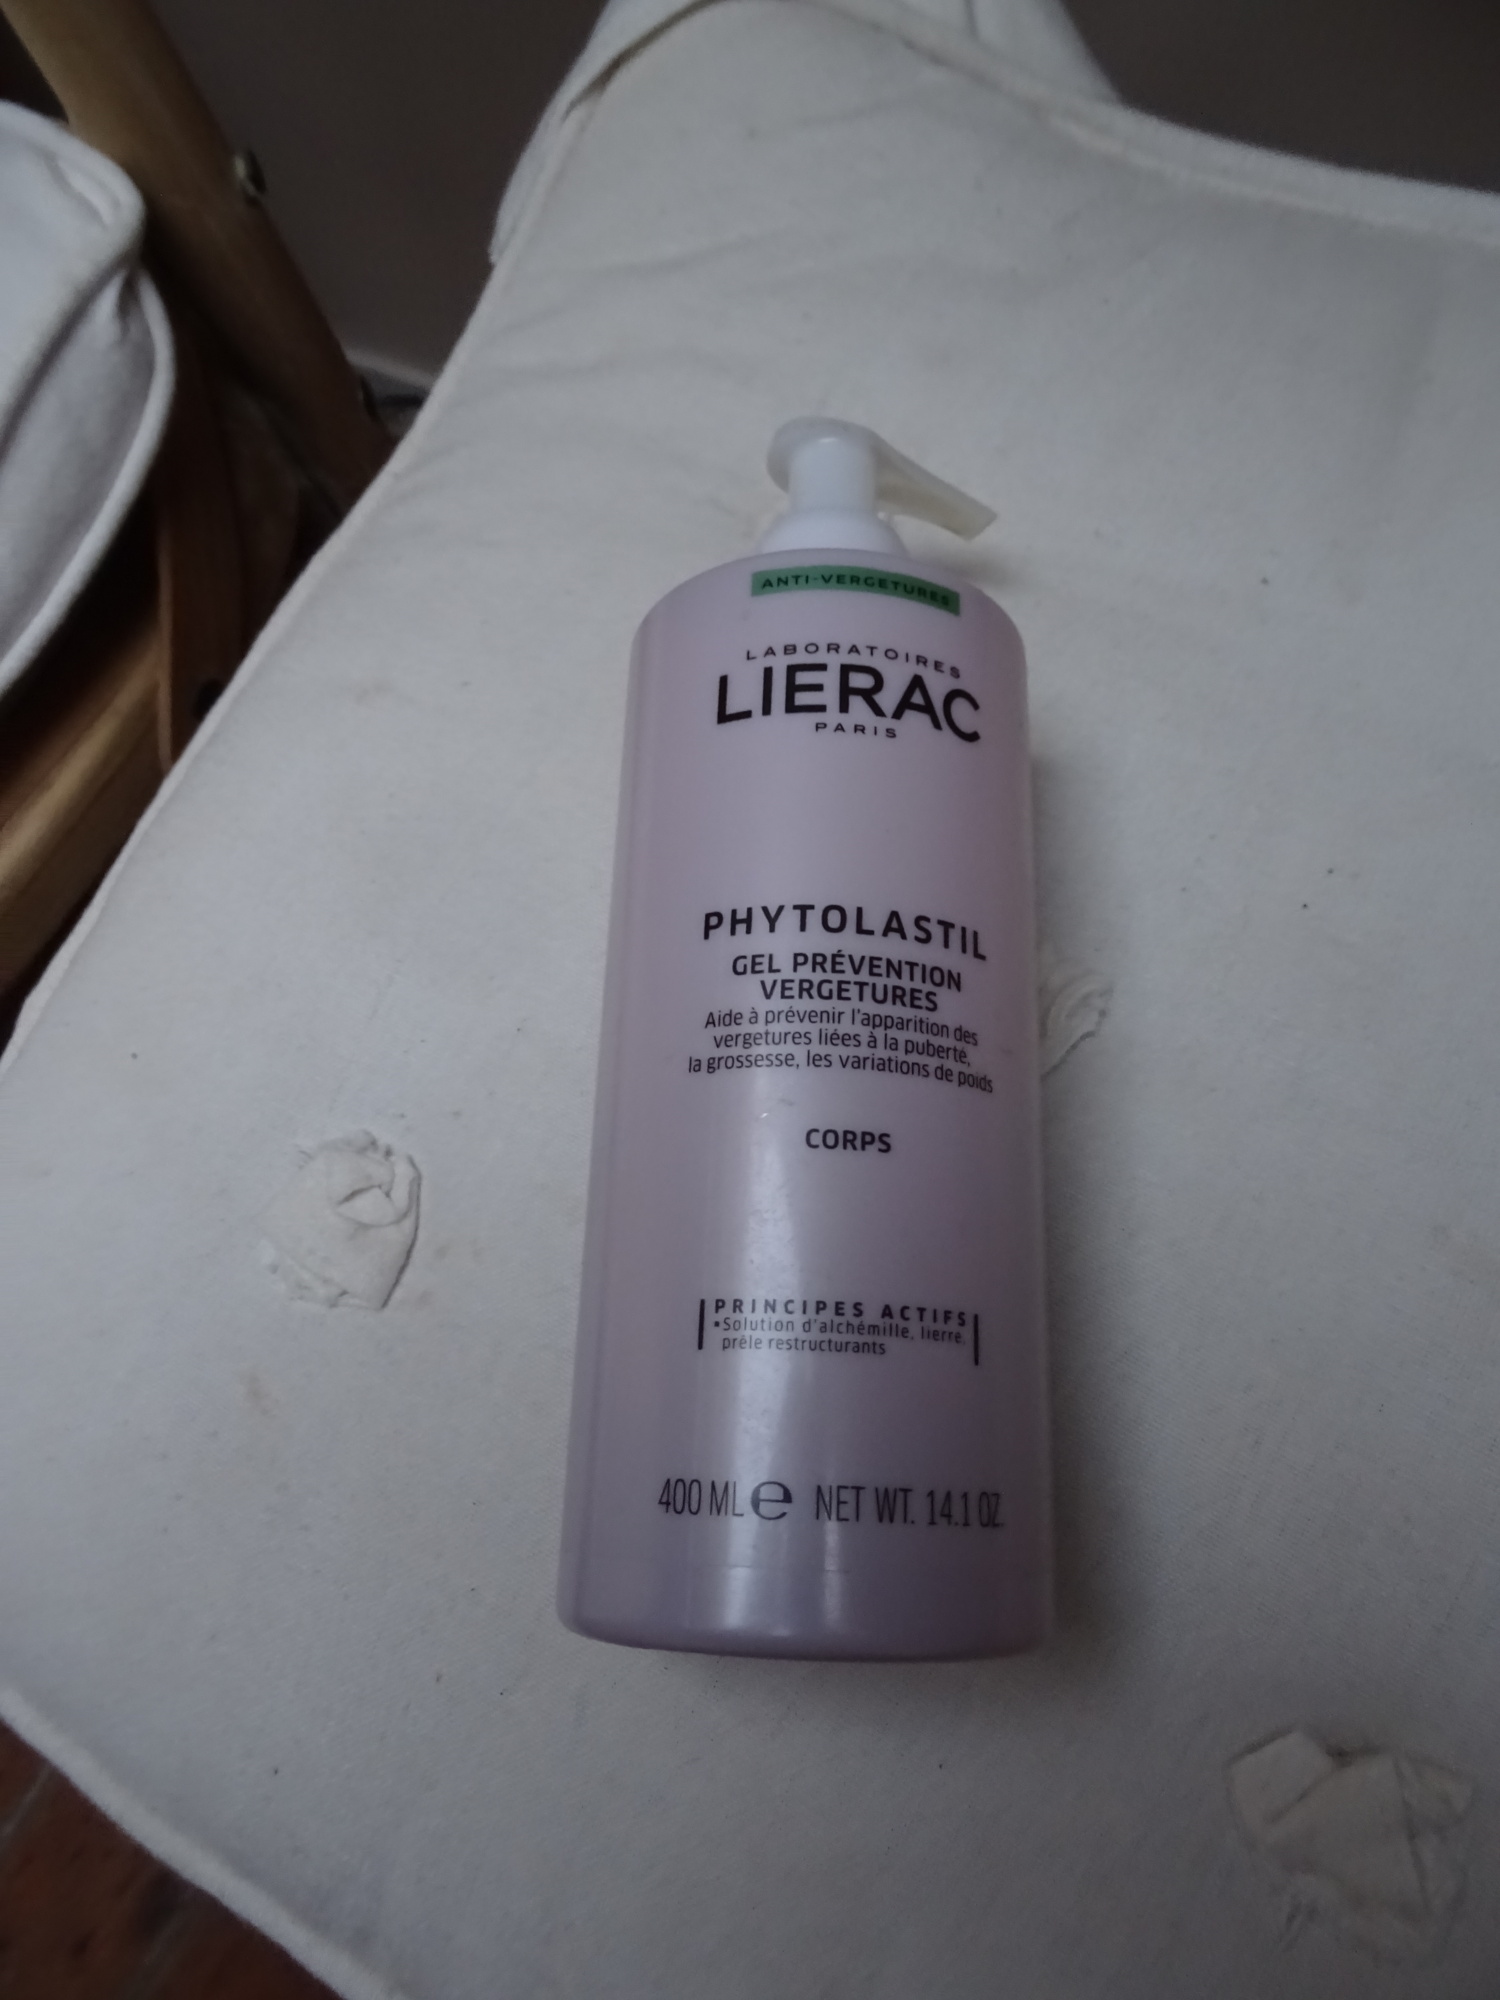 ANTI-VERGETURES
LABORATOIRES
LIERAC
PARIS
PHYTOLASTIL
GEL PRÉVENTION
VERGETURES
Aide à prévenir l'apparition des
vergetures liées à la puberté,
la grossesse, les variations de poids
CORPS
PRINCIPES ACTIFS
▪Solution d'alchémille, lierre,
prêle restructurants
400 ML ℮ NET WT. 14.1 OZ.